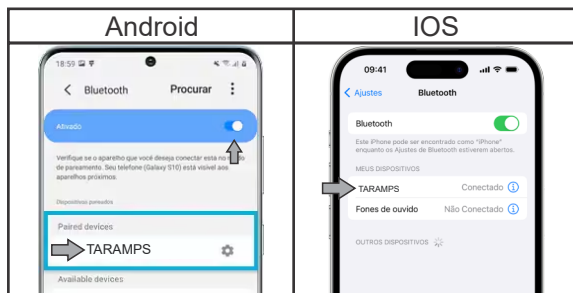 Android
IOS
18:59
Bluetooth
Procurar
Ativado
Verifique se o aparelho que você deseja conectar está no modo
de pareamento. Seu telefone (Galaxy S10) está visível aos
aparelhos próximos.
Dispositivos pareados
Paired devices
TARAMPS
Available devices
09:41
Ajustes
Bluetooth
Bluetooth
Este iPhone pode ser encontrado como "iPhone"
enquanto os Ajustes de Bluetooth estiverem abertos.
MEUS DISPOSITIVOS
TARAMPS Conectado
Fones de ouvido Não Conectado
OUTROS DISPOSITIVOS